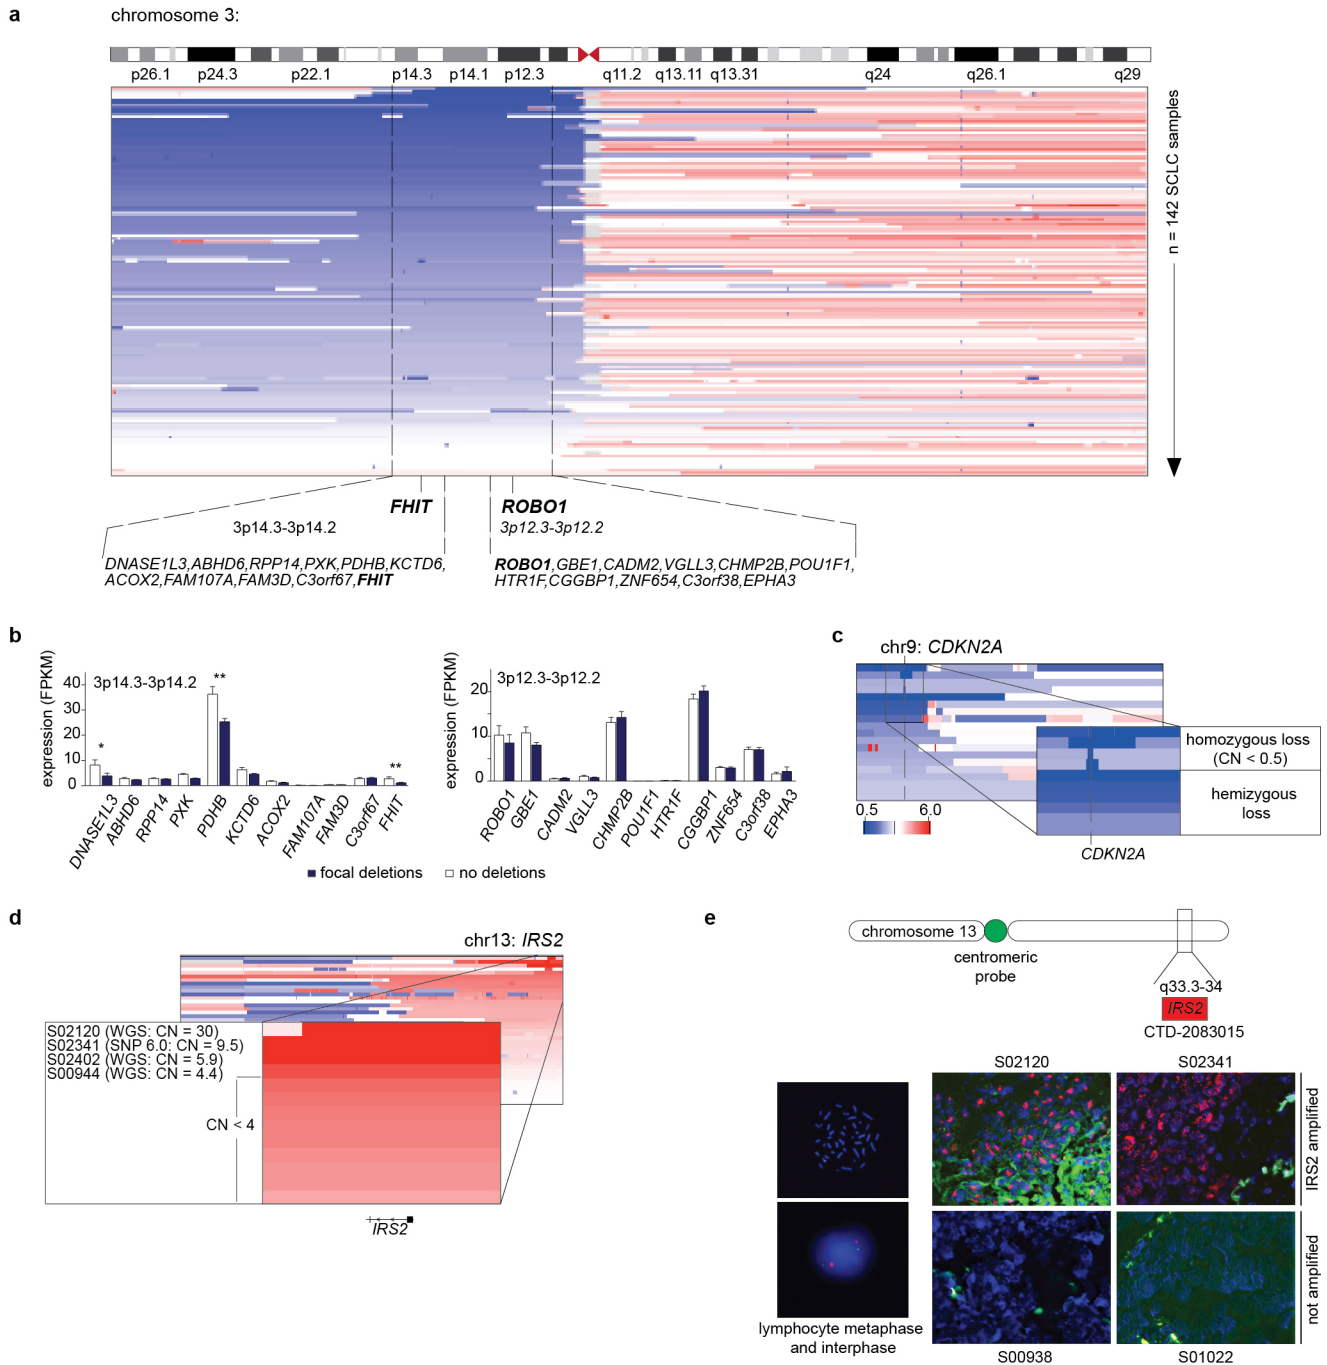 a
chromosome 3:
p26.1 p24.3 p22.1 p14.3 p14.1 p12.3 q11.2 q13.11 q13.31 q24 q26.1 q29
n = 142 SCLC samples
FHIT ROBO1
3p14.3-3p14.2 3p12.3-3p12.2
DNASE1L3,ABHD6,RPP14,PXK,PDHB,KCTD6,
ACOX2,FAM107A,FAM3D,C3orf67,FHIT
ROBO1,GBE1,CADM2,VGLL3,CHMP2B,POU1F1,
HTR1F,CGGBP1,ZNF654,C3orf38,EPHA3
b
expression (FPKM)
40
30
20
10
0
3p14.3-3p14.2
*
**
**
DNASE1L3 ABHD6 RPP14 PXK PDHB KCTD6 ACOX2 FAM107A FAM3D C3orf67 FHIT
expression (FPKM)
20
10
0
3p12.3-3p12.2
ROBO1 GBE1 CADM2 VGLL3 CHMP2B POU1F1 HTR1F CGGBP1 ZNF654 C3orf38 EPHA3
focal deletions no deletions
c
chr9: CDKN2A
homozygous loss
(CN < 0.5)
hemizygous
loss
0.5 6.0
CDKN2A
d
chr13: IRS2
S02120 (WGS: CN = 30)
S02341 (SNP 6.0: CN = 9.5)
S02402 (WGS: CN = 5.9)
S00944 (WGS: CN = 4.4)
CN < 4
IRS2
e
chromosome 13
centromeric
probe
q33.3-34
IRS2
CTD-2083015
S02120 S02341
IRS2 amplified
not amplified
lymphocyte metaphase
and interphase
S00938 S01022